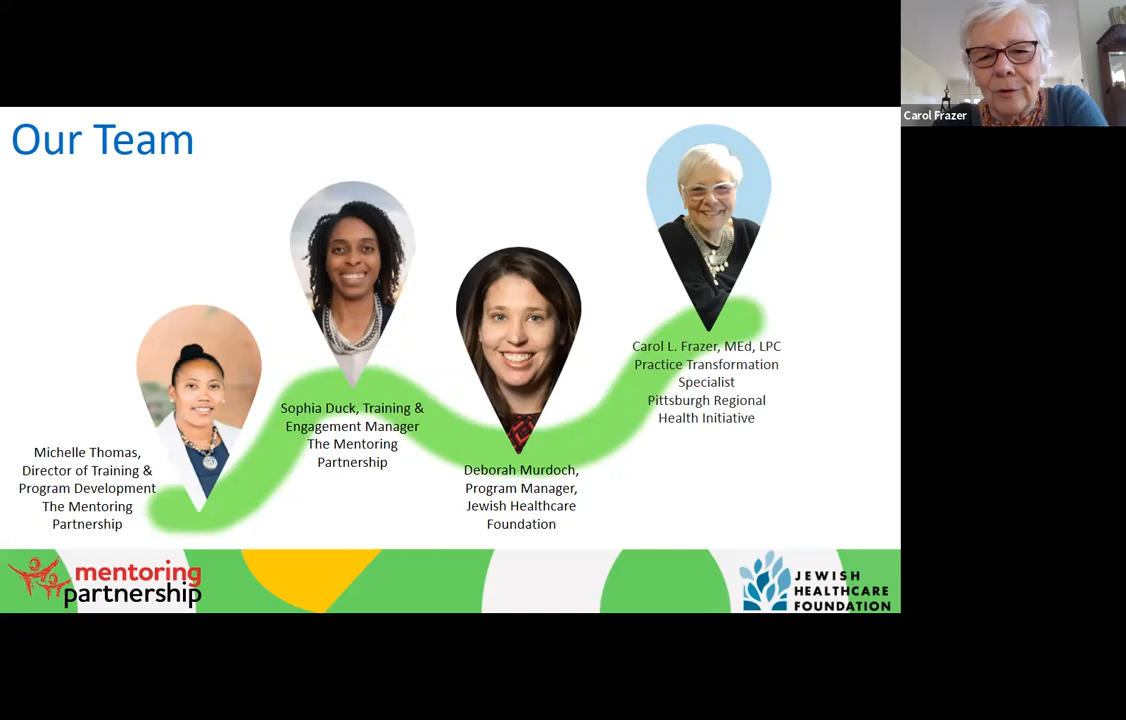 Our Team
Carol Frazer
Michelle Thomas,
Director of Training &
Program Development
The Mentoring
Partnership
Sophia Duck, Training &
Engagement Manager
The Mentoring
Partnership
Deborah Murdoch,
Program Manager,
Jewish Healthcare
Foundation
Carol L. Frazer, MEd, LPC
Practice Transformation
Specialist
Pittsburgh Regional
Health Initiative
mentoring
partnership
JEWISH
HEALTHCARE
FOUNDATION